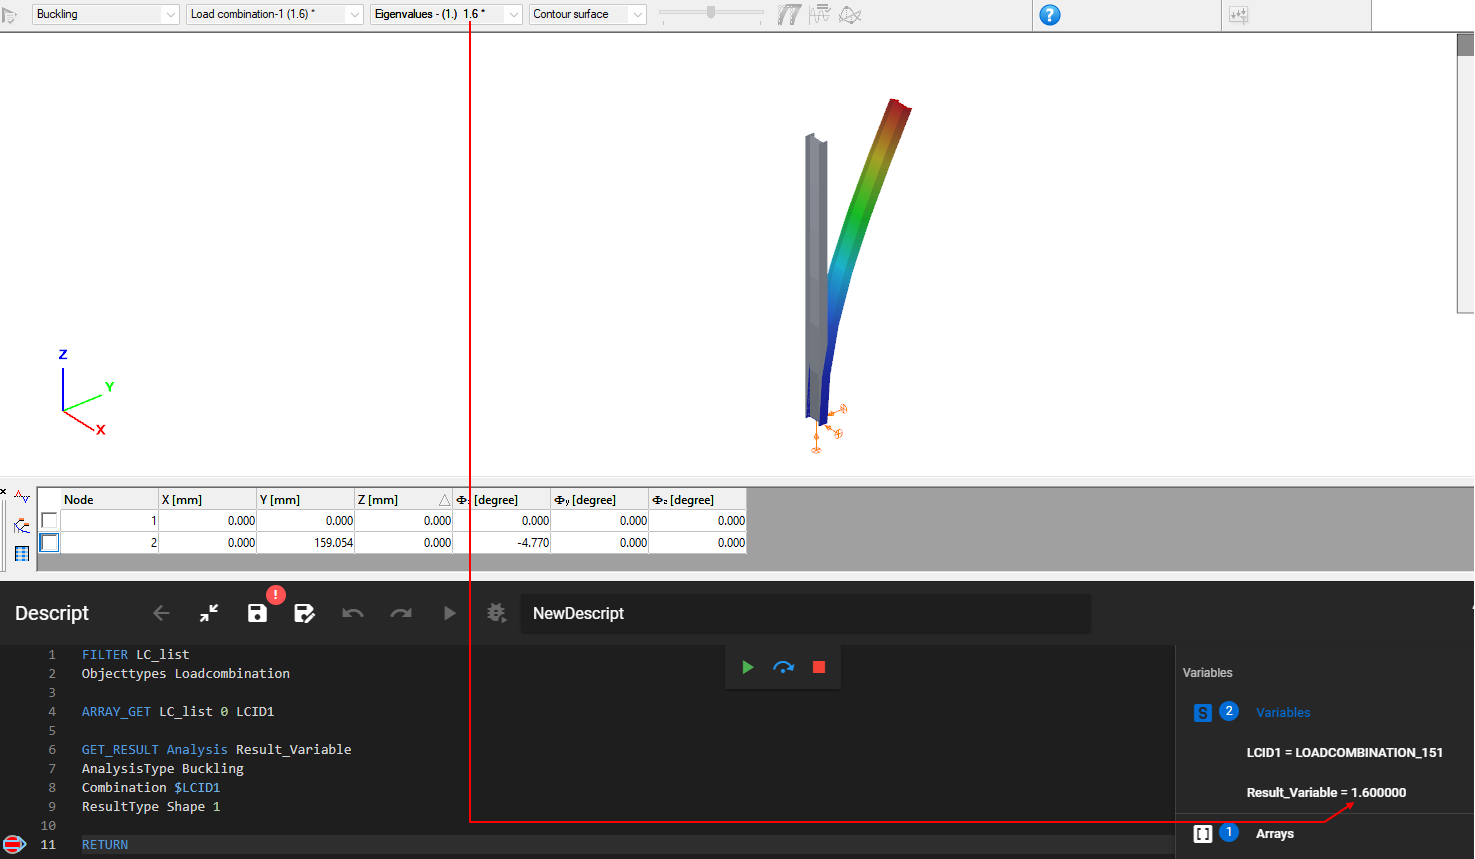 Buckling Load combination-1 (1.6) * Eigenvalues - (1.) 1.6 * Contour surface ?
Z
Y
X
Node X [mm] Y [mm] Z [mm] Φx [degree] Φy [degree] Φz [degree]
1 0.000 0.000 0.000 0.000 0.000 0.000
2 0.000 159.054 0.000 -4.770 0.000 0.000
Descript ! NewDescript
1 FILTER LC_list
2 Objecttypes Loadcombination
3
4 ARRAY_GET LC_list 0 LCID1
5
6 GET_RESULT Analysis Result_Variable
7 AnalysisType Buckling
8 Combination $LCID1
9 ResultType Shape 1
10
11 RETURN
Variables
S 2 Variables
LCID1 = LOADCOMBINATION_151
Result_Variable = 1.600000
[] 1 Arrays